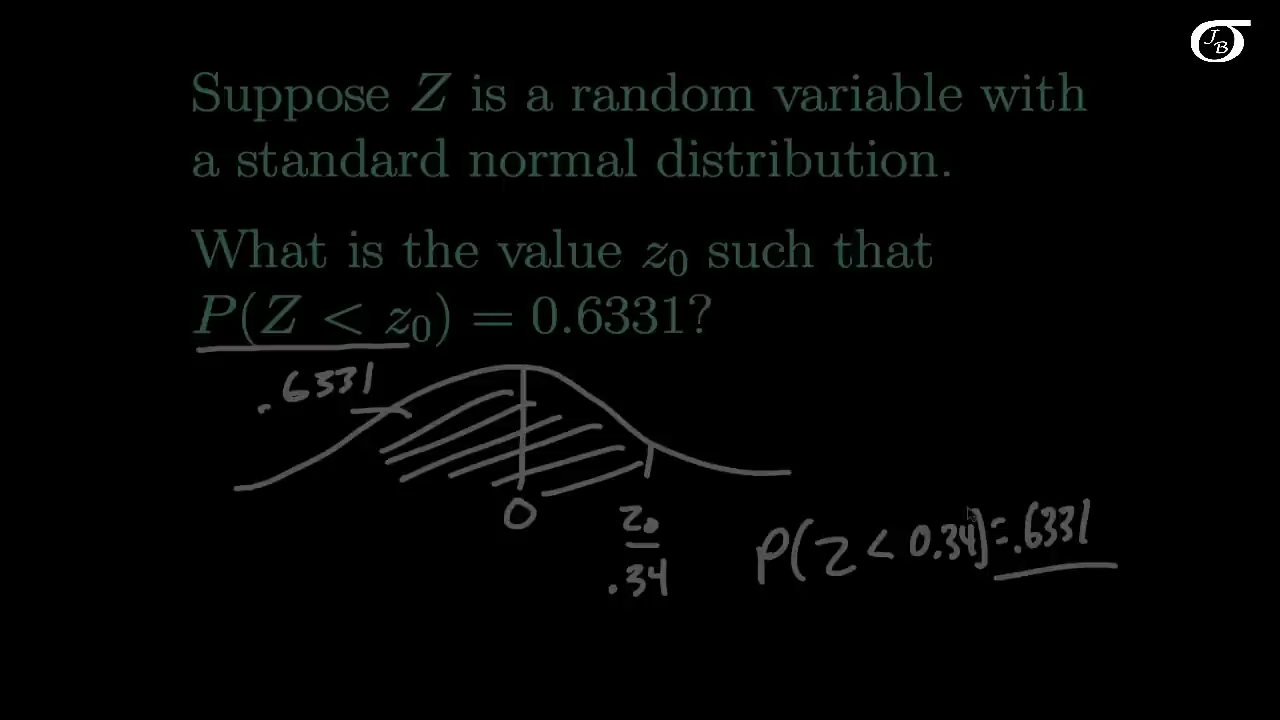 JB
Suppose Z is a random variable with
a standard normal distribution.
What is the value z₀ such that
P(Z < z₀) = 0.6331?
.6331
0
z₀
.34
P(Z < 0.34) = .6331